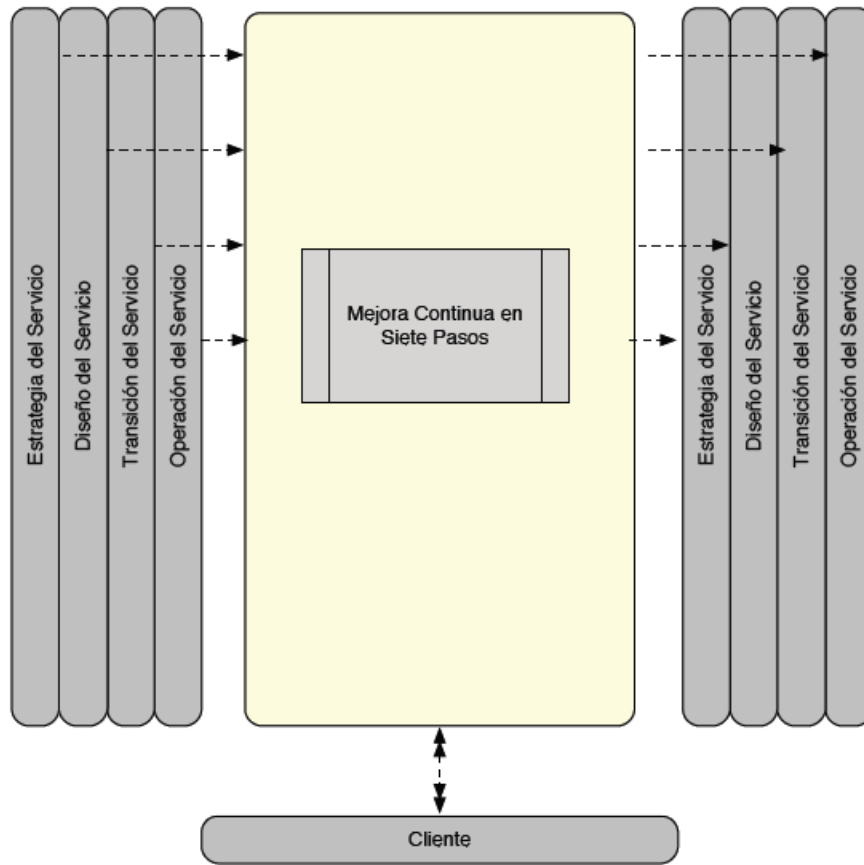 Estrategia del Servicio
Diseño del Servicio
Transición del Servicio
Operación del Servicio
Mejora Continua en
Siete Pasos
Estrategia del Servicio
Diseño del Servicio
Transición del Servicio
Operación del Servicio
Cliente